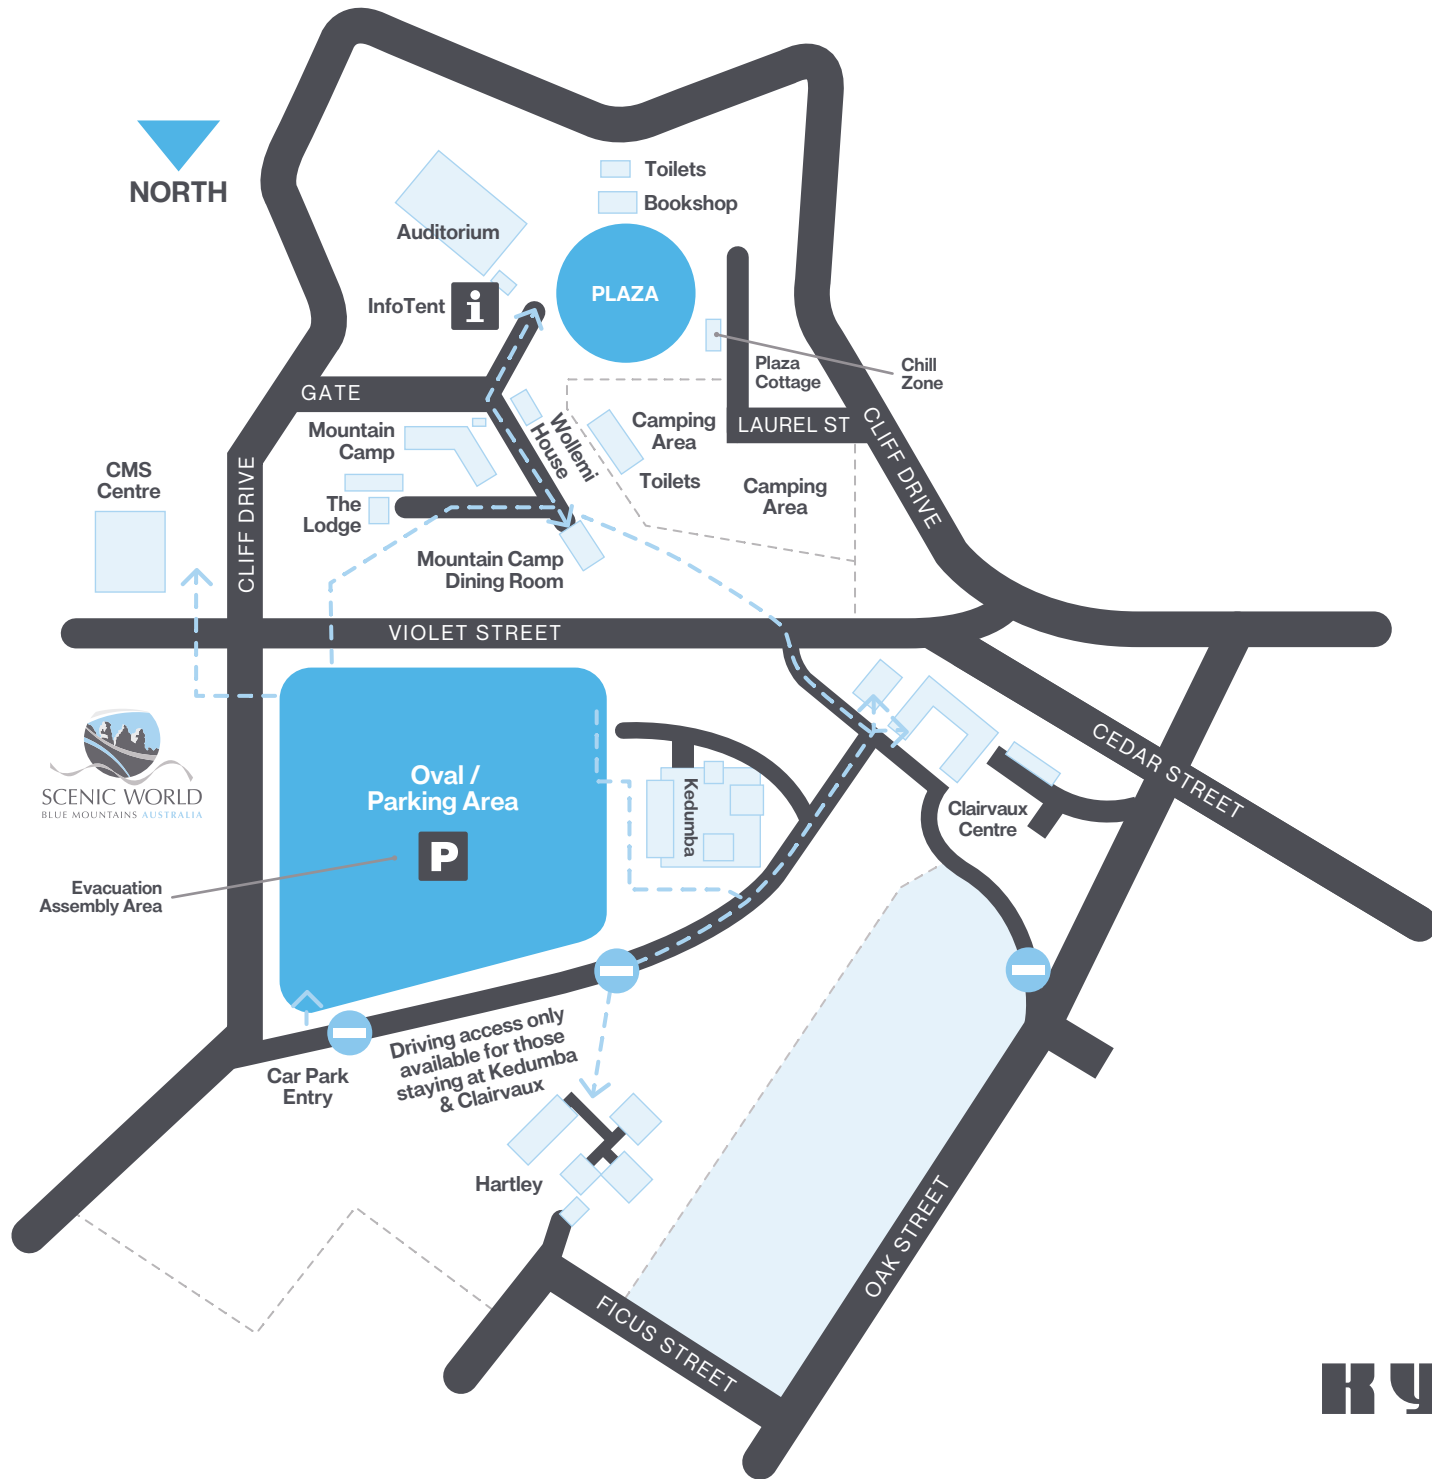 NORTH
Toilets
Bookshop
Auditorium
PLAZA
InfoTent
i
Plaza
Cottage
Chill
Zone
GATE
Mountain
Camp
Wollemi
House
Camping
Area
LAUREL ST
CLIFF DRIVE
Toilets
Camping
Area
CMS
Centre
CLIFF DRIVE
The
Lodge
Mountain Camp
Dining Room
VIOLET STREET
CEDAR STREET
SCENIC WORLD
BLUE MOUNTAINS AUSTRALIA
Oval /
Parking Area
P
Kedumba
Clairvaux
Centre
Evacuation
Assembly Area
Car Park
Entry
Driving access only
available for those
staying at Kedumba
& Clairvaux
Hartley
OAK STREET
FICUS STREET
KY